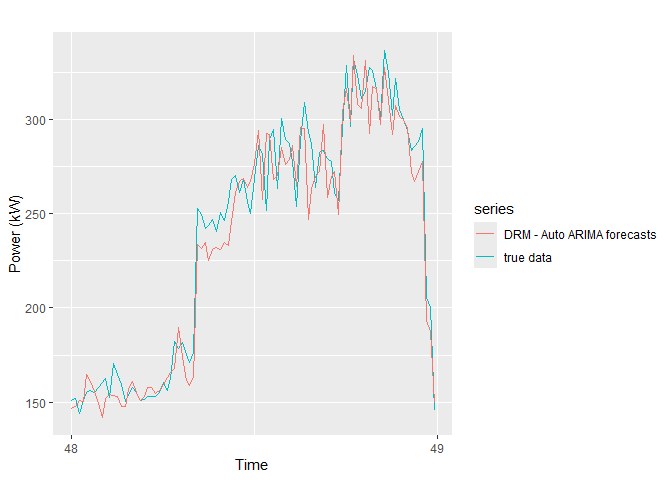 300
250
200
150
Power (kW)
48
49
Time
series
DRM - Auto ARIMA forecasts
true data